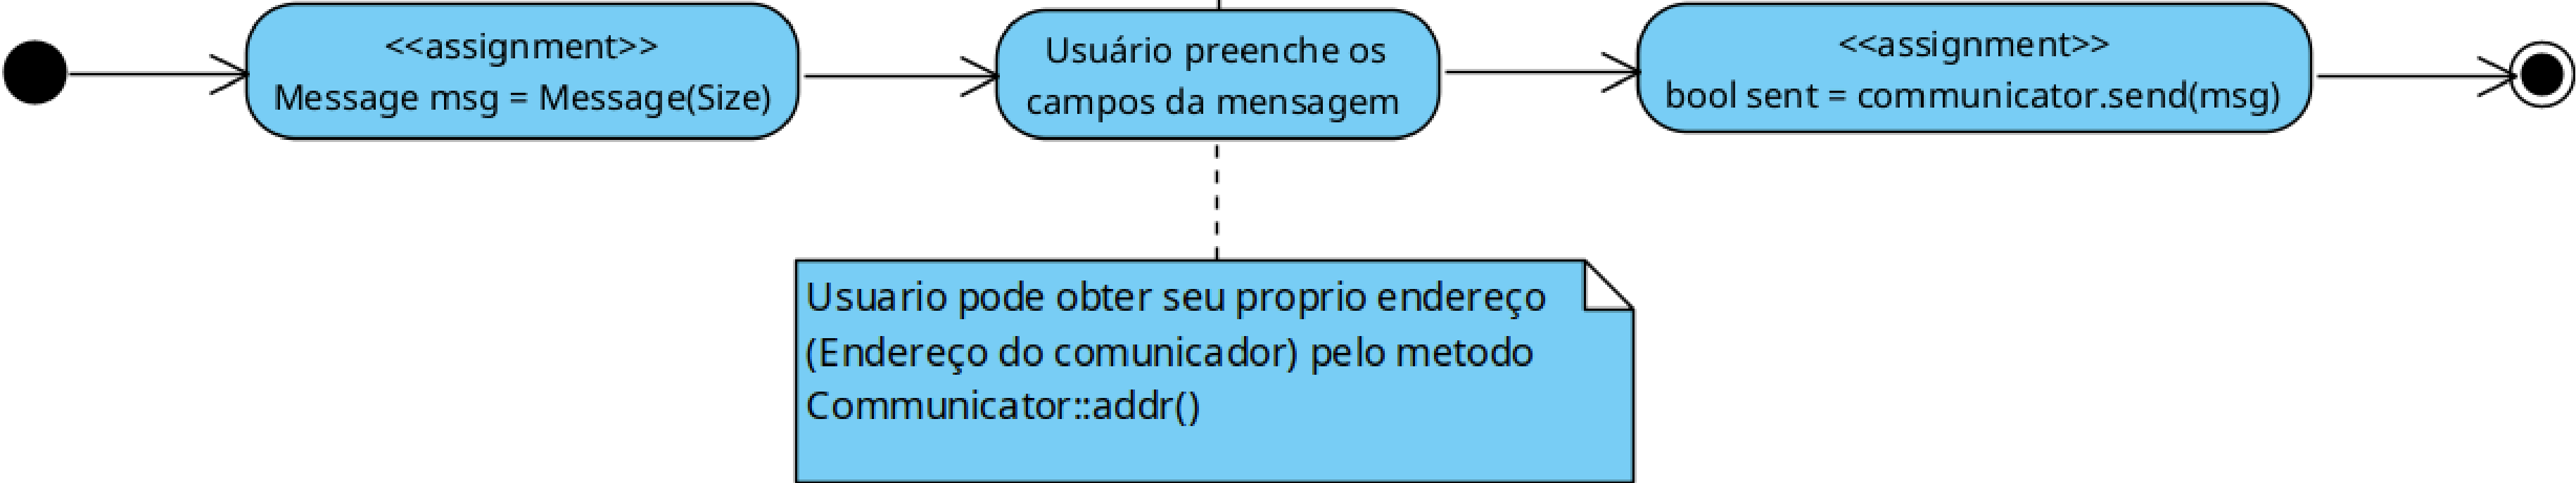 <<assignment>>
Message msg = Message(Size)
Usuário preenche os
campos da mensagem
<<assignment>>
bool sent = communicator.send(msg)
Usuario pode obter seu proprio endereço
(Endereço do comunicador) pelo metodo
Communicator::addr()